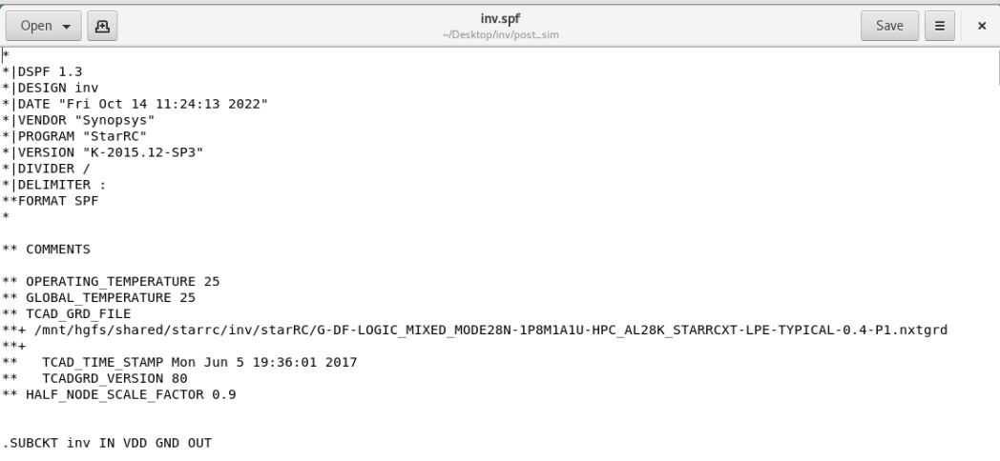 inv.spf
Open
Save
~/Desktop/inv/post_sim
*
*|DSPF 1.3
*|DESIGN inv
*|DATE "Fri Oct 14 11:24:13 2022"
*|VENDOR "Synopsys"
*|PROGRAM "StarRC"
*|VERSION "K-2015.12-SP3"
*|DIVIDER /
*|DELIMITER :
**FORMAT SPF
*
** COMMENTS
** OPERATING_TEMPERATURE 25
** GLOBAL_TEMPERATURE 25
** TCAD_GRD_FILE
**+ /mnt/hgfs/shared/starrc/inv/starRC/G-DF-LOGIC_MIXED_MODE28N-1P8M1A1U-HPC_AL28K_STARRCXT-LPE-TYPICAL-0.4-P1.nxtgrd
**+
**   TCAD_TIME_STAMP Mon Jun 5 19:36:01 2017
**   TCADGRD_VERSION 80
** HALF_NODE_SCALE_FACTOR 0.9
.SUBCKT inv IN VDD GND OUT